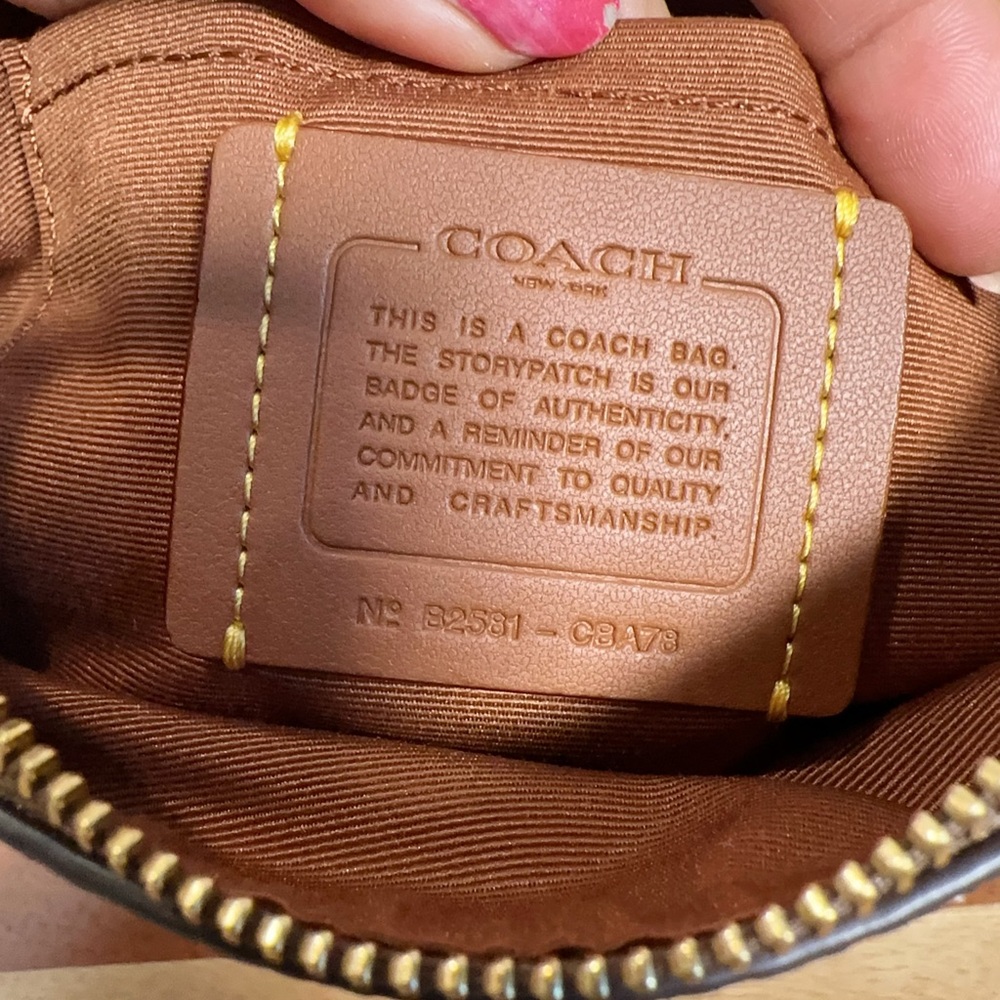 COACH
NEW YORK
THIS IS A COACH BAG.
THE STORYPATCH IS OUR
BADGE OF AUTHENTICITY,
AND A REMINDER OF OUR
COMMITMENT TO QUALITY
AND CRAFTSMANSHIP.
Nº B2581 - CBA78